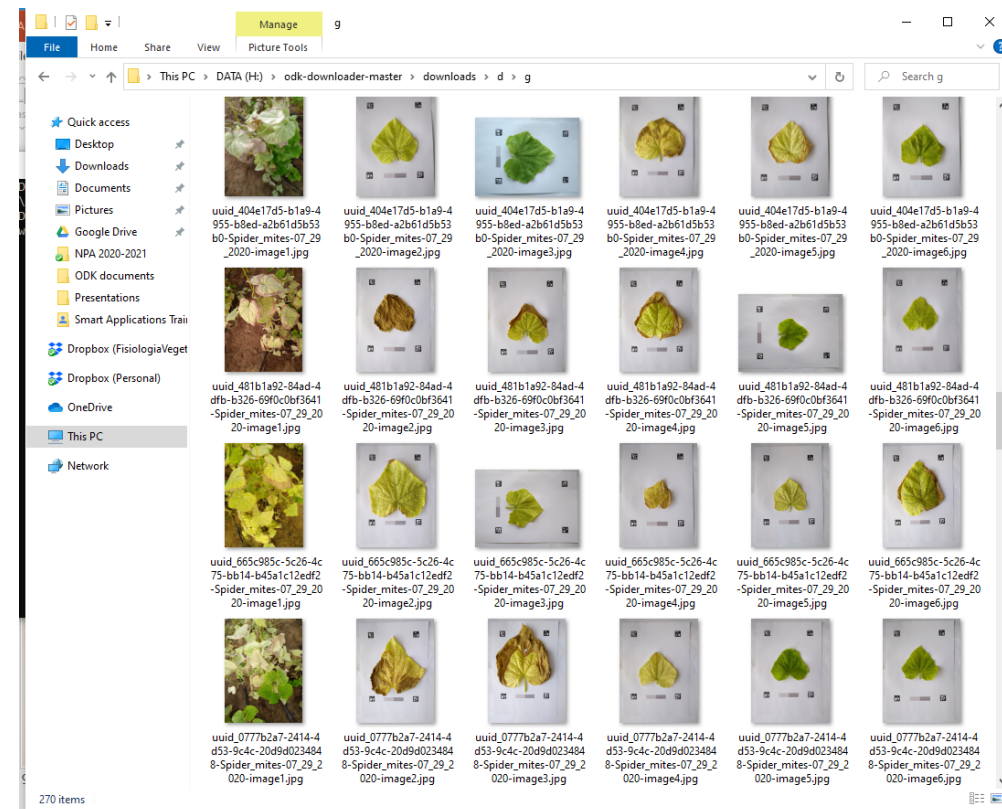 Manage
g
File
Home
Share
View
Picture Tools
This PC > DATA (H:) > odk-downloader-master > downloads > d > g
Search g
Quick access
Desktop
Downloads
Documents
Pictures
Google Drive
NPA 2020-2021
ODK documents
Presentations
Smart Applications Train
Dropbox (FisiologiaVeget
Dropbox (Personal)
OneDrive
This PC
Network
uuid_404e17d5-b1a9-4
955-b8ed-a2b61d5b53
b0-Spider_mites-07_29
_2020-image1.jpg
uuid_404e17d5-b1a9-4
955-b8ed-a2b61d5b53
b0-Spider_mites-07_29
_2020-image2.jpg
uuid_404e17d5-b1a9-4
955-b8ed-a2b61d5b53
b0-Spider_mites-07_29
_2020-image3.jpg
uuid_404e17d5-b1a9-4
955-b8ed-a2b61d5b53
b0-Spider_mites-07_29
_2020-image4.jpg
uuid_404e17d5-b1a9-4
955-b8ed-a2b61d5b53
b0-Spider_mites-07_29
_2020-image5.jpg
uuid_404e17d5-b1a9-4
955-b8ed-a2b61d5b53
b0-Spider_mites-07_29
_2020-image6.jpg
uuid_481b1a92-84ad-4
dfb-b326-69f0c0bf3641
-Spider_mites-07_29_20
20-image1.jpg
uuid_481b1a92-84ad-4
dfb-b326-69f0c0bf3641
-Spider_mites-07_29_20
20-image2.jpg
uuid_481b1a92-84ad-4
dfb-b326-69f0c0bf3641
-Spider_mites-07_29_20
20-image3.jpg
uuid_481b1a92-84ad-4
dfb-b326-69f0c0bf3641
-Spider_mites-07_29_20
20-image4.jpg
uuid_481b1a92-84ad-4
dfb-b326-69f0c0bf3641
-Spider_mites-07_29_20
20-image5.jpg
uuid_481b1a92-84ad-4
dfb-b326-69f0c0bf3641
-Spider_mites-07_29_20
20-image6.jpg
uuid_665c985c-5c26-4c
75-bb14-b45a1c12edf2
-Spider_mites-07_29_20
20-image1.jpg
uuid_665c985c-5c26-4c
75-bb14-b45a1c12edf2
-Spider_mites-07_29_20
20-image2.jpg
uuid_665c985c-5c26-4c
75-bb14-b45a1c12edf2
-Spider_mites-07_29_20
20-image3.jpg
uuid_665c985c-5c26-4c
75-bb14-b45a1c12edf2
-Spider_mites-07_29_20
20-image4.jpg
uuid_665c985c-5c26-4c
75-bb14-b45a1c12edf2
-Spider_mites-07_29_20
20-image5.jpg
uuid_665c985c-5c26-4c
75-bb14-b45a1c12edf2
-Spider_mites-07_29_20
20-image6.jpg
uuid_0777b2a7-2414-4
d53-9c4c-20d9d023484
8-Spider_mites-07_29_2
020-image1.jpg
uuid_0777b2a7-2414-4
d53-9c4c-20d9d023484
8-Spider_mites-07_29_2
020-image2.jpg
uuid_0777b2a7-2414-4
d53-9c4c-20d9d023484
8-Spider_mites-07_29_2
020-image3.jpg
uuid_0777b2a7-2414-4
d53-9c4c-20d9d023484
8-Spider_mites-07_29_2
020-image4.jpg
uuid_0777b2a7-2414-4
d53-9c4c-20d9d023484
8-Spider_mites-07_29_2
020-image5.jpg
uuid_0777b2a7-2414-4
d53-9c4c-20d9d023484
8-Spider_mites-07_29_2
020-image6.jpg
270 items